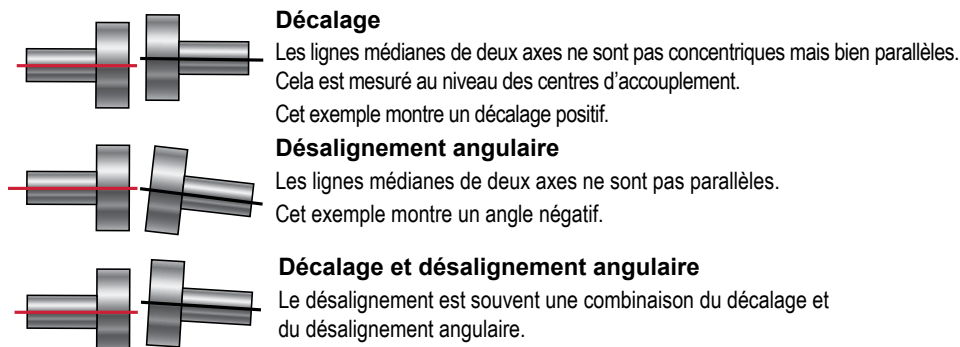 Décalage
Les lignes médianes de deux axes ne sont pas concentriques mais bien parallèles.
Cela est mesuré au niveau des centres d’accouplement.
Cet exemple montre un décalage positif.
Désalignement angulaire
Les lignes médianes de deux axes ne sont pas parallèles.
Cet exemple montre un angle négatif.
Décalage et désalignement angulaire
Le désalignement est souvent une combinaison du décalage et
du désalignement angulaire.